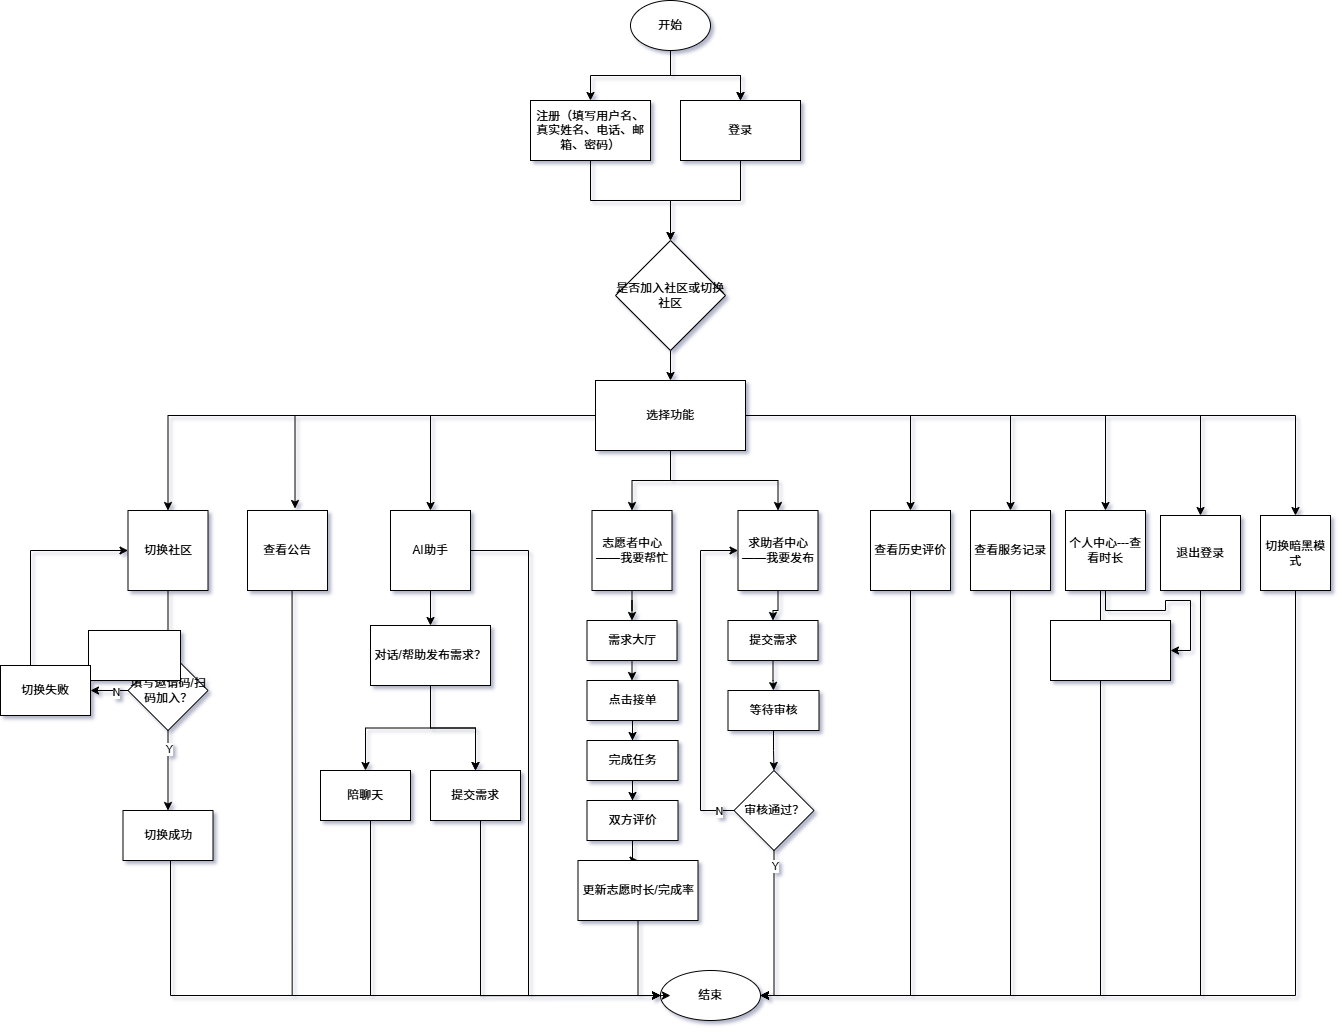 开始
注册（填写用户名、
真实姓名、电话、邮
箱、密码）
登录
是否加入社区或切换
社区
选择功能
切换社区
查看公告
AI助手
志愿者中心
——我要帮忙
求助者中心
——我要发布
查看历史评价
查看服务记录
个人中心---查
看时长
退出登录
切换暗黑模
式
对话/帮助发布需求？
需求大厅
提交需求
切换失败
N
填写邀请码/扫
码加入？
点击接单
等待审核
Y
完成任务
陪聊天
提交需求
双方评价
N
审核通过？
切换成功
Y
更新志愿时长/完成率
结束